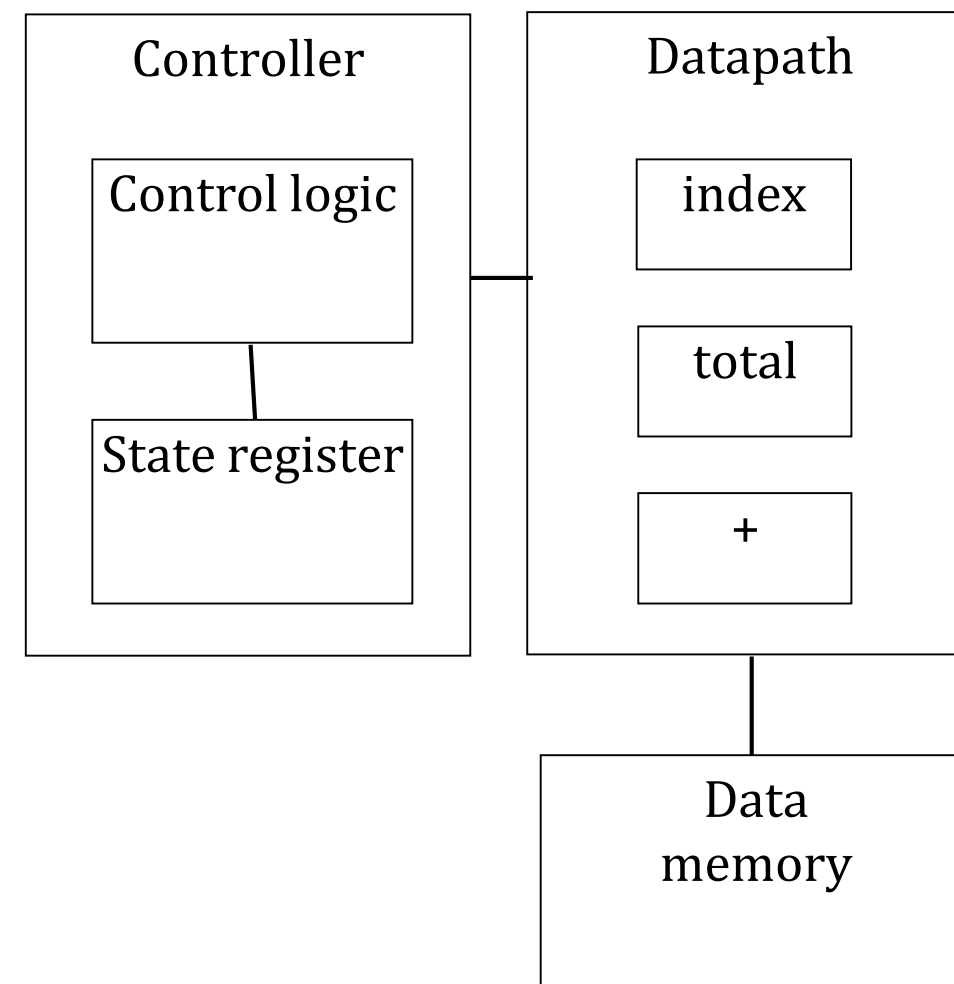 Controller
Control logic
State register
Datapath
index
total
+
Data
memory